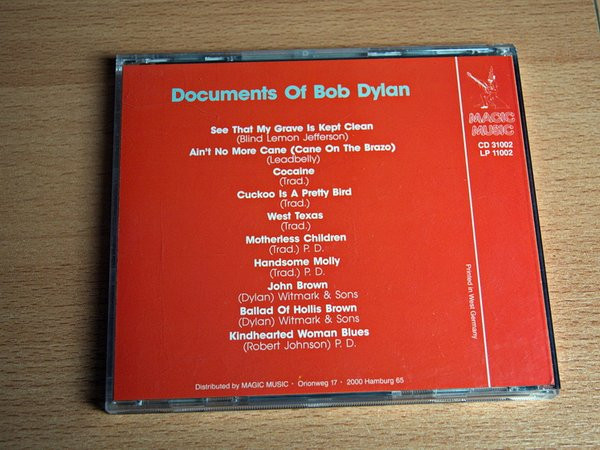 Documents Of Bob Dylan
See That My Grave Is Kept Clean
(Blind Lemon Jefferson)
Ain't No More Cane (Cane On The Brazo)
(Leadbelly)
Cocaine
(Trad.)
Cuckoo Is A Pretty Bird
(Trad.)
West Texas
(Trad.)
Motherless Children
(Trad.) P. D.
Handsome Molly
(Trad.) P. D.
John Brown
(Dylan) Witmark & Sons
Ballad Of Hollis Brown
(Dylan) Witmark & Sons
Kindhearted Woman Blues
(Robert Johnson) P. D.
Distributed by MAGIC MUSIC · Orionweg 17 · 2000 Hamburg 65
MAGIC
MUSIC
CD 31002
LP 11002
Printed in West Germany